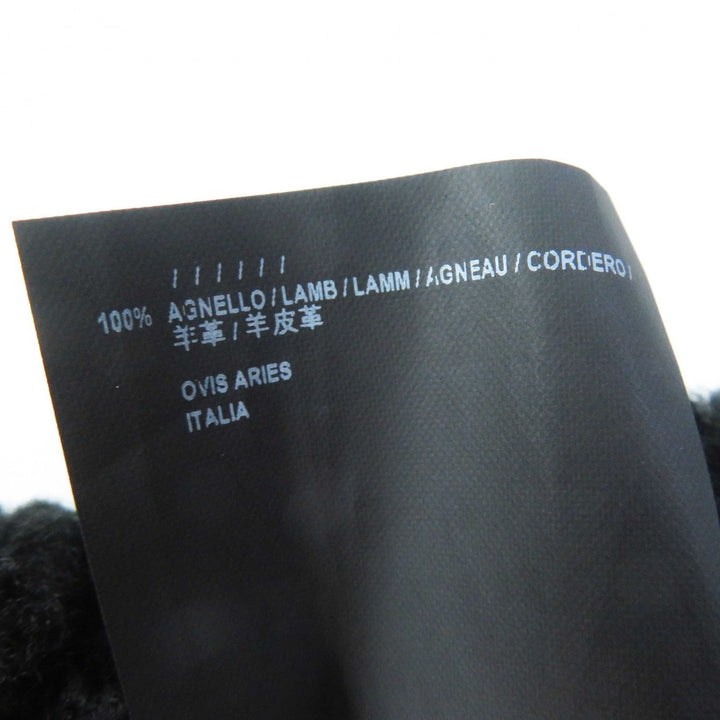 / / / / / /
100% AGNELLO / LAMB / LAMM / AGNEAU / CORDERO /
羊革 / 羊皮革
OVIS ARIES
ITALIA